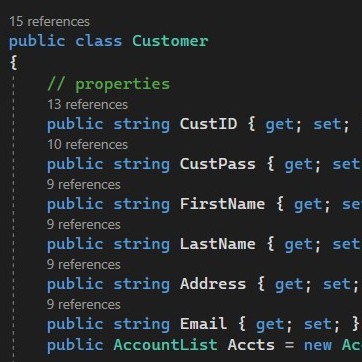 15 references
public class Customer
{
// properties
13 references
public string CustID { get; set;
10 references
public string CustPass { get; set
9 references
public string FirstName { get; se
9 references
public string LastName { get; set
9 references
public string Address { get; set;
9 references
public string Email { get; set; }
public AccountList Accts = new Ac